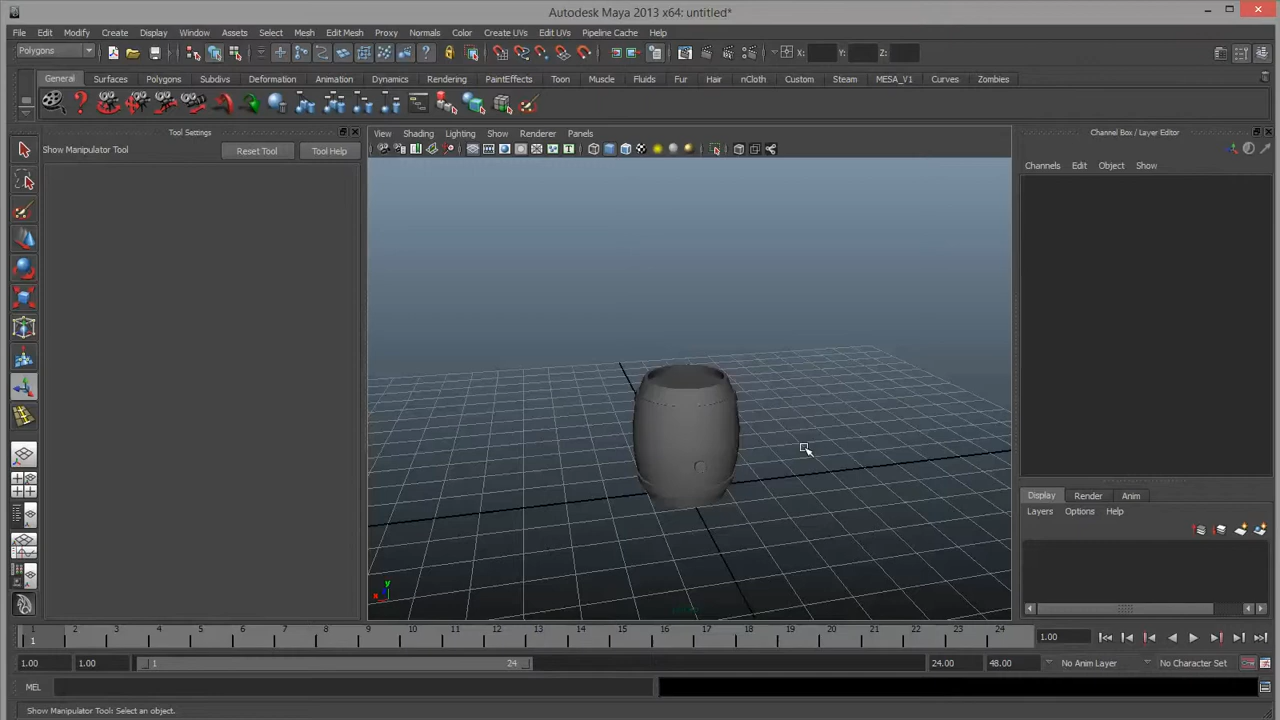 Autodesk Maya 2013 x64: untitled*
File Edit Modify Create Display Window Assets Select Mesh Edit Mesh Proxy Normals Color Create UVs Edit UVs Pipeline Cache Help
Polygons X: Y: Z:
General Surfaces Polygons Subdivs Deformation Animation Dynamics Rendering PaintEffects Toon Muscle Fluids Fur Hair nCloth Custom Steam MESA_V1 Curves Zombies
Tool Settings
Show Manipulator Tool Reset Tool Tool Help
View Shading Lighting Show Renderer Panels
Channel Box / Layer Editor
Channels Edit Object Show
y
x
Display Render Anim
Layers Options Help
1 2 3 4 5 6 7 8 9 10 11 12 13 14 15 16 17 18 19 20 21 22 23 24
1 1.00
1.00 1.00 1 24 24.00 48.00 No Anim Layer No Character Set
MEL
Show Manipulator Tool: Select an object.